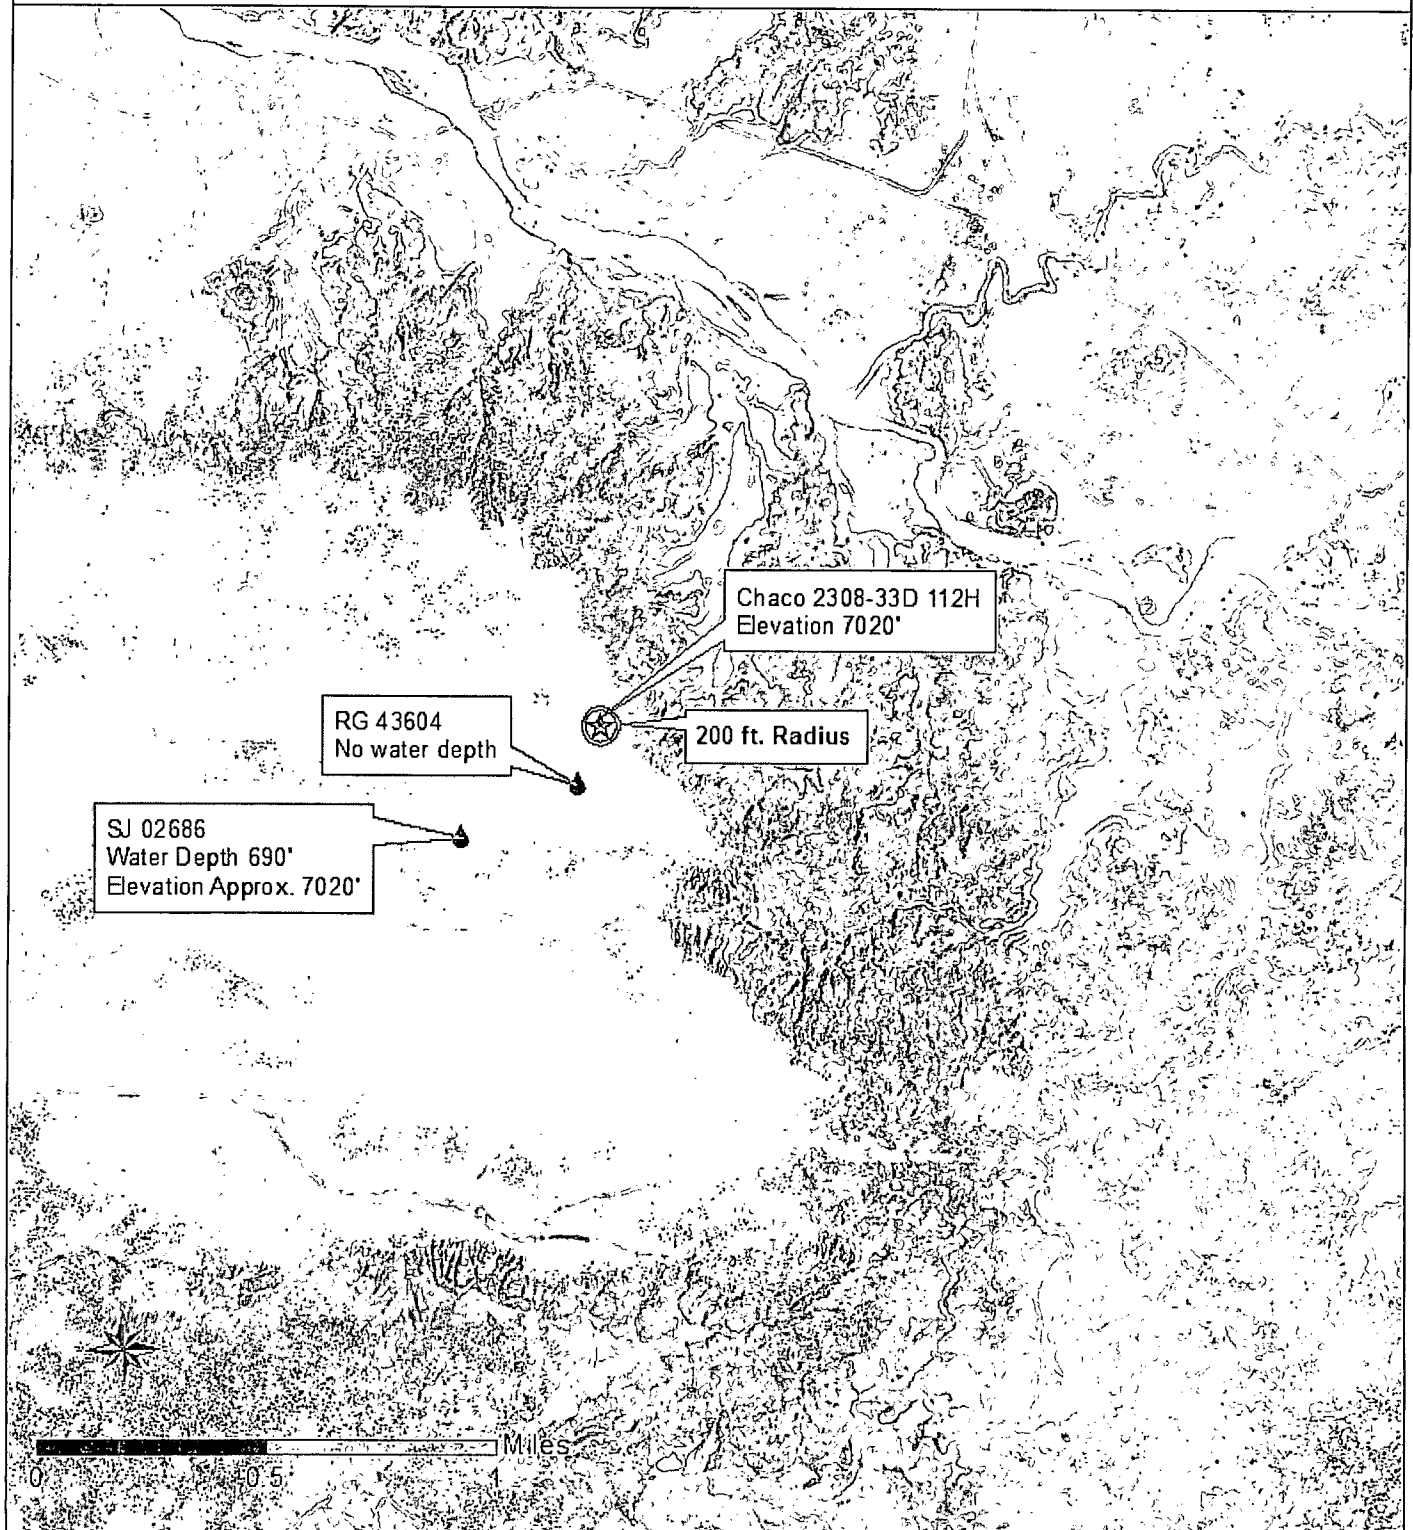 Chaco 2308-33D 112H
Elevation 7020'
200 ft. Radius
RG 43604
No water depth
SJ 02686
Water Depth 690'
Elevation Approx. 7020'
Miles
0 0.5 1